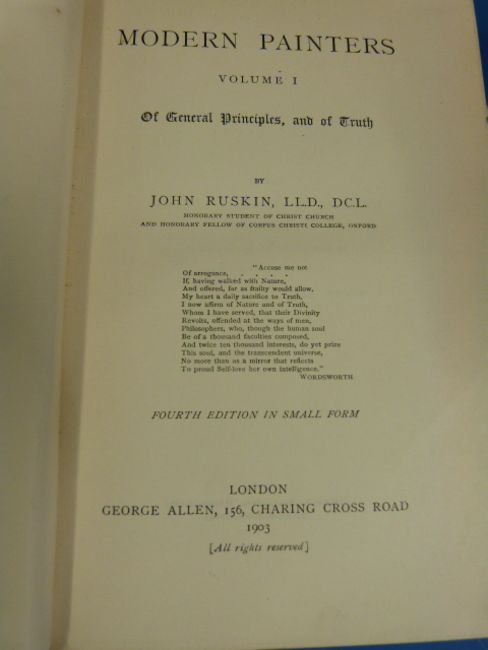 MODERN PAINTERS
VOLUME I
Of General Principles, and of Truth
BY
JOHN RUSKIN, LL.D., D.C.L.
HONORARY STUDENT OF CHRIST CHURCH
AND HONORARY FELLOW OF CORPUS CHRISTI COLLEGE, OXFORD
"Accuse me not
Of arrogance, . . . .
If, having walked with Nature,
And offered, far as frailty would allow,
My heart a daily sacrifice to Truth,
I now affirm of Nature and of Truth,
Whom I have served, that their Divinity
Revolts, offended at the ways of men,
Philosophers, who, though the human soul
Be of a thousand faculties composed,
And twice ten thousand interests, do yet prize
This soul, and the transcendent universe,
No more than as a mirror that reflects
To proud Self-love her own intelligence."
WORDSWORTH
FOURTH EDITION IN SMALL FORM
LONDON
GEORGE ALLEN, 156, CHARING CROSS ROAD
1903
[All rights reserved]